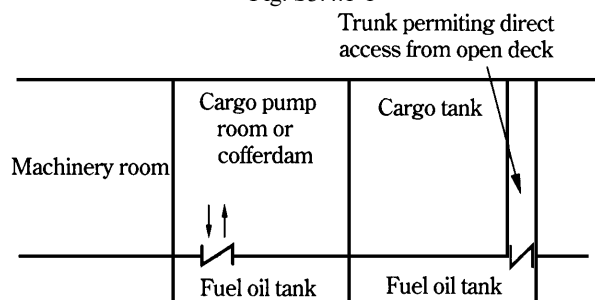 Trunk permiting direct
access from open deck
Cargo pump
room or
cofferdam
Cargo tank
Machinery room
Fuel oil tank
Fuel oil tank